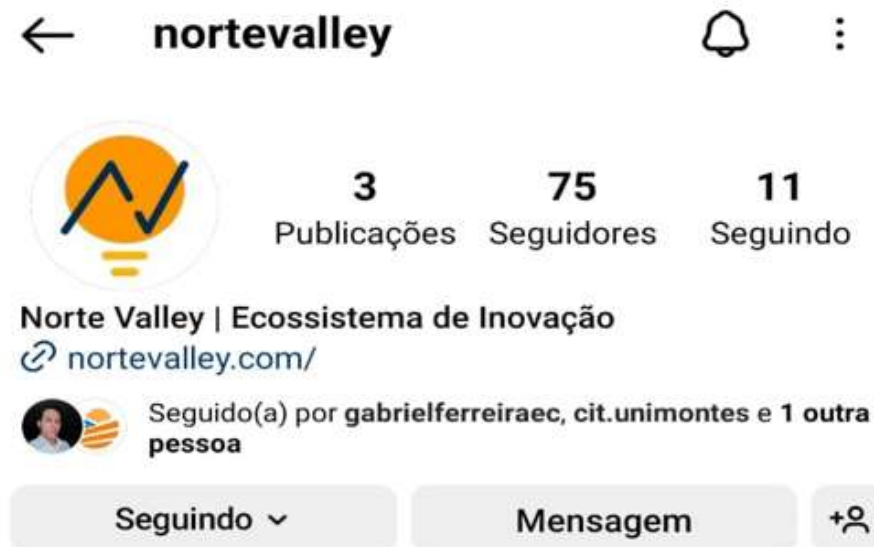 nortevalley
3 75 11
Publicações Seguidores Seguindo
Norte Valley | Ecossistema de Inovação
nortevalley.com/
Seguido(a) por gabrielferreiraec, cit.unimontes e 1 outra
pessoa
Seguindo Mensagem